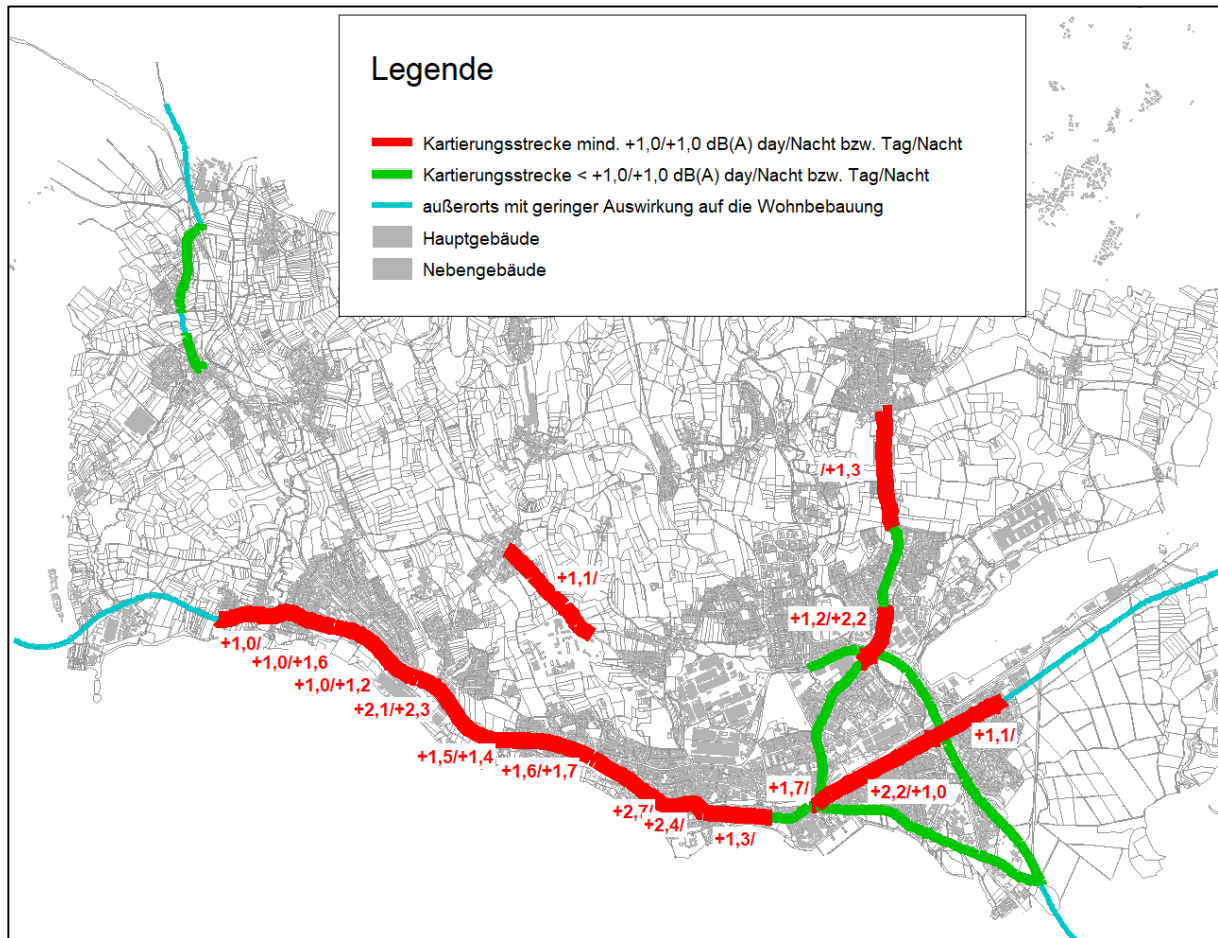 Legende
Kartierungsstrecke mind. +1,0/+1,0 dB(A) day/Nacht bzw. Tag/Nacht
Kartierungsstrecke < +1,0/+1,0 dB(A) day/Nacht bzw. Tag/Nacht
außerorts mit geringer Auswirkung auf die Wohnbebauung
Hauptgebäude
Nebengebäude
/+1,3
+1,1/
+1,2/+2,2
+1,0/
+1,0/+1,6
+1,0/+1,2
+2,1/+2,3
+1,5/+1,4
+1,6/+1,7
+2,7/
+2,4/
+1,3/
+1,7/
+2,2/+1,0
+1,1/